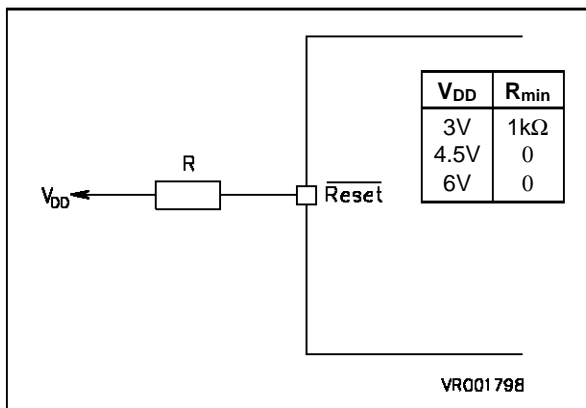 V_DD R_min
3V 1kΩ
4.5V 0
6V 0
R
V_DD Reset
VR001798